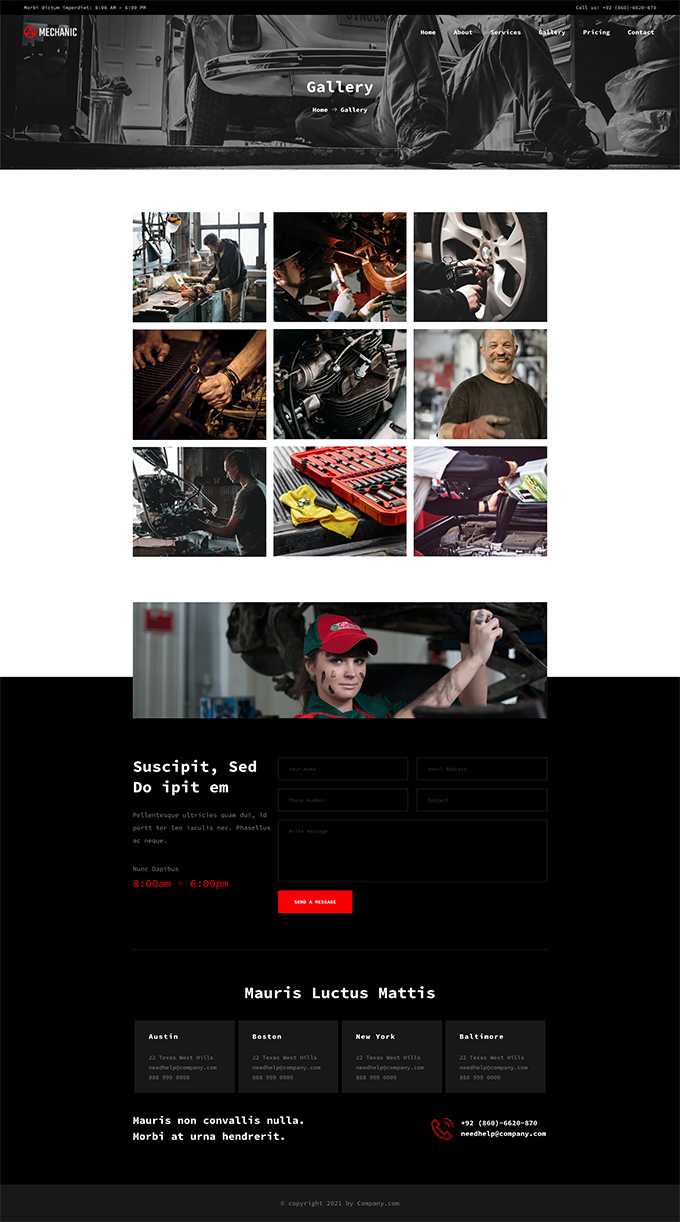 Morbi dictum imperdiet: 8:00 AM - 6:00 PM
Call us: +92 (860)-6620-870
MECHANIC
Home About Services Gallery Pricing Contact
Gallery
Home → Gallery
Suscipit, Sed
Do ipit em
Pellentesque ultricies quam dui, id
portt tor leo iaculis nec. Phasellus
ac neque.
Nunc Dapibus
8:00am - 6:00pm
Your Name
Email Address
Phone Number
Subject
Write Message
SEND A MESSAGE
Mauris Luctus Mattis
Austin
22 Texas West Hills
needhelp@company.com
888 999 0000
Boston
22 Texas West Hills
needhelp@company.com
888 999 0000
New York
22 Texas West Hills
needhelp@company.com
888 999 0000
Baltimore
22 Texas West Hills
needhelp@company.com
888 999 0000
Mauris non convallis nulla.
Morbi at urna hendrerit.
+92 (860)-6620-870
needhelp@company.com
© copyright 2021 by Company.com